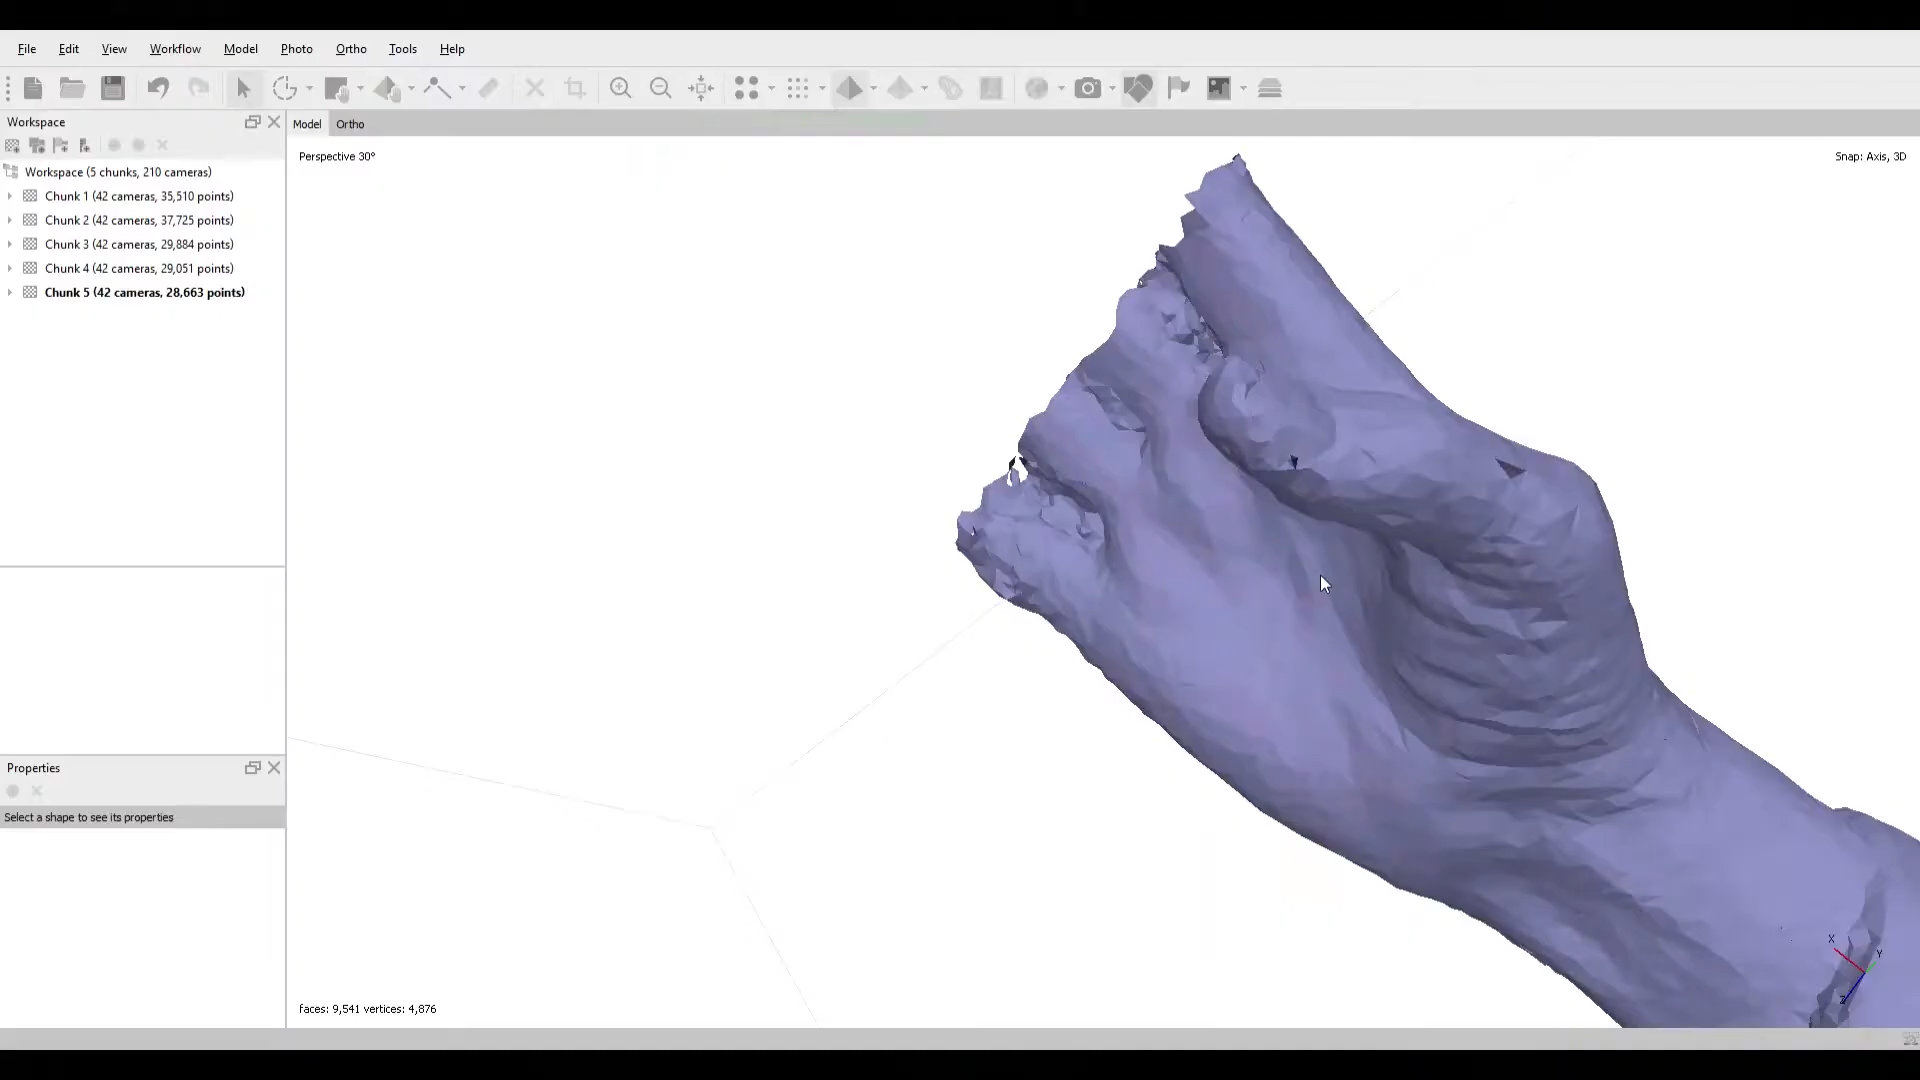 File Edit View Workflow Model Photo Ortho Tools Help
Workspace
Model Ortho
Perspective 30°
Snap: Axis, 3D
Workspace (5 chunks, 210 cameras)
Chunk 1 (42 cameras, 35,510 points)
Chunk 2 (42 cameras, 37,725 points)
Chunk 3 (42 cameras, 29,884 points)
Chunk 4 (42 cameras, 29,051 points)
Chunk 5 (42 cameras, 28,663 points)
Properties
Select a shape to see its properties
X
Y
Z
faces: 9,541 vertices: 4,876